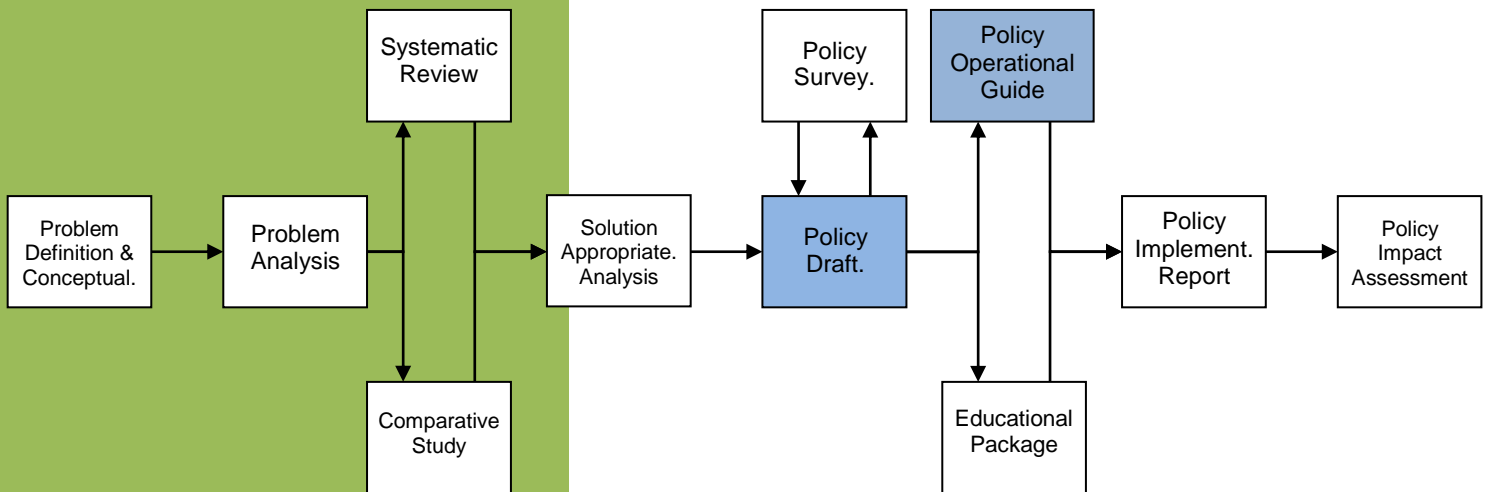 Problem
Definition &
Conceptual.
Problem
Analysis
Systematic
Review
Comparative
Study
Solution
Appropriate.
Analysis
Policy
Survey.
Policy
Draft.
Policy
Operational
Guide
Educational
Package
Policy
Implement.
Report
Policy
Impact
Assessment